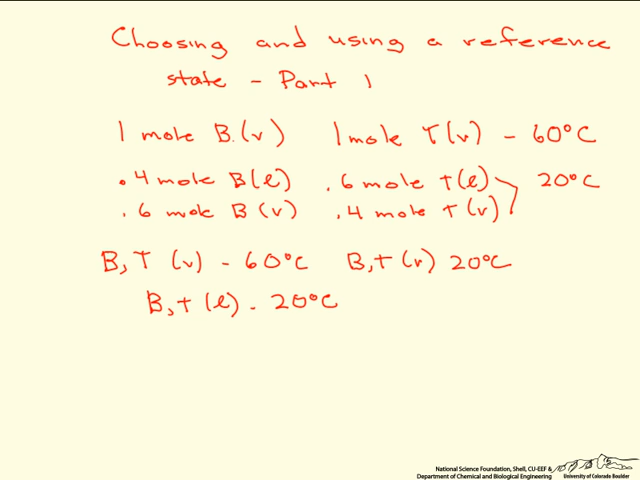 Choosing and using a reference
state - Part 1
1 mole B(v) 1 mole T(v) - 60°C
.4 mole B(l) .6 mole T(l) 20°C
.6 mole B(v) .4 mole T(v)
B,T (v) - 60°C B,T(v) 20°C
B,T(l) - 20°C
National Science Foundation, Shell, CU-EEF &
Department of Chemical and Biological Engineering University of Colorado Boulder